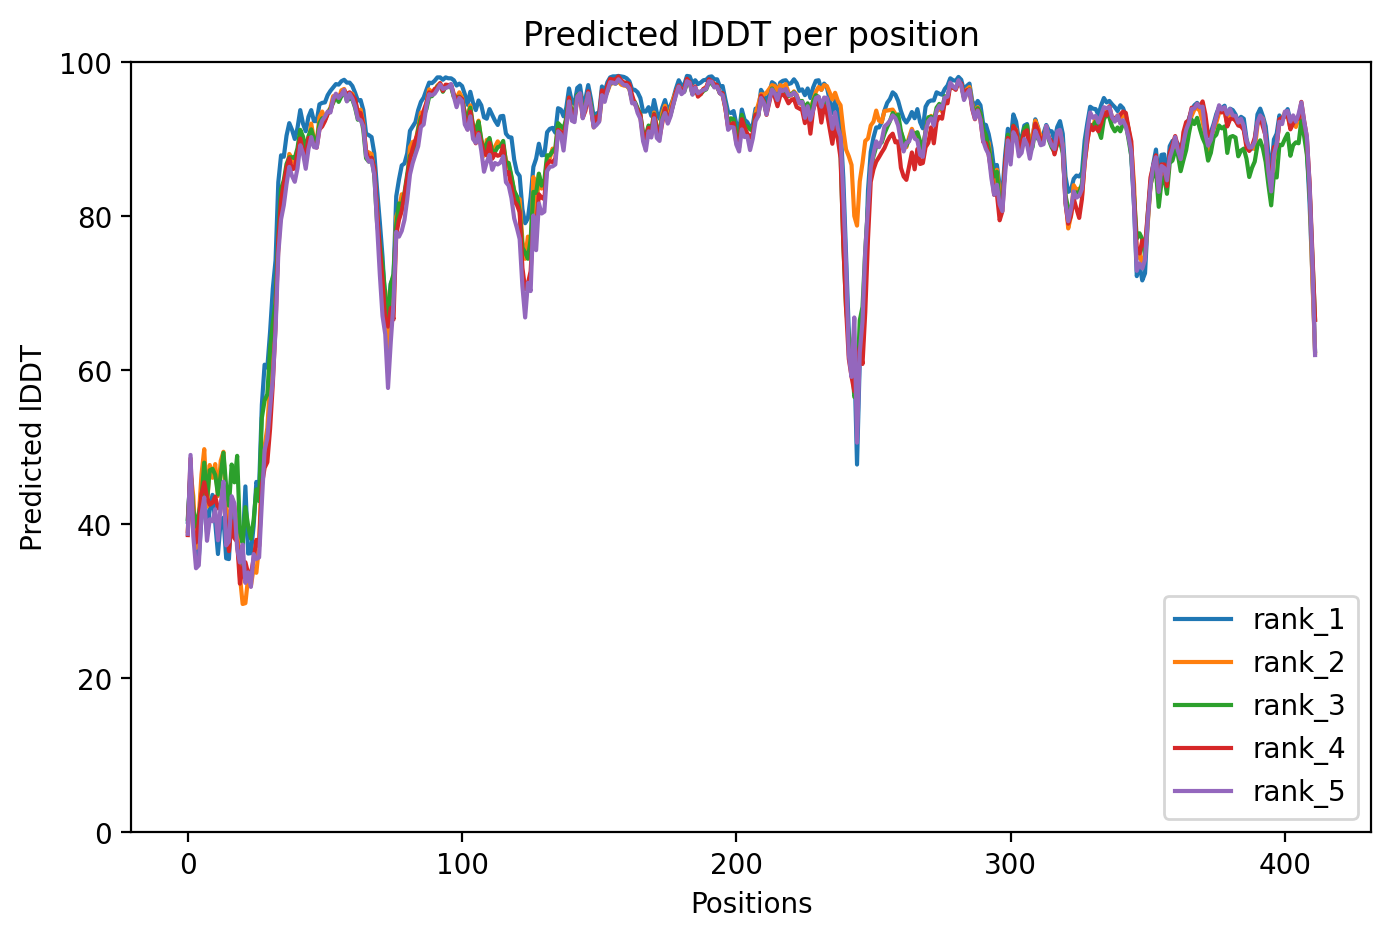 Predicted lDDT per position
100
80
60
40
20
0
Predicted lDDT
0 100 200 300 400
Positions
rank_1
rank_2
rank_3
rank_4
rank_5